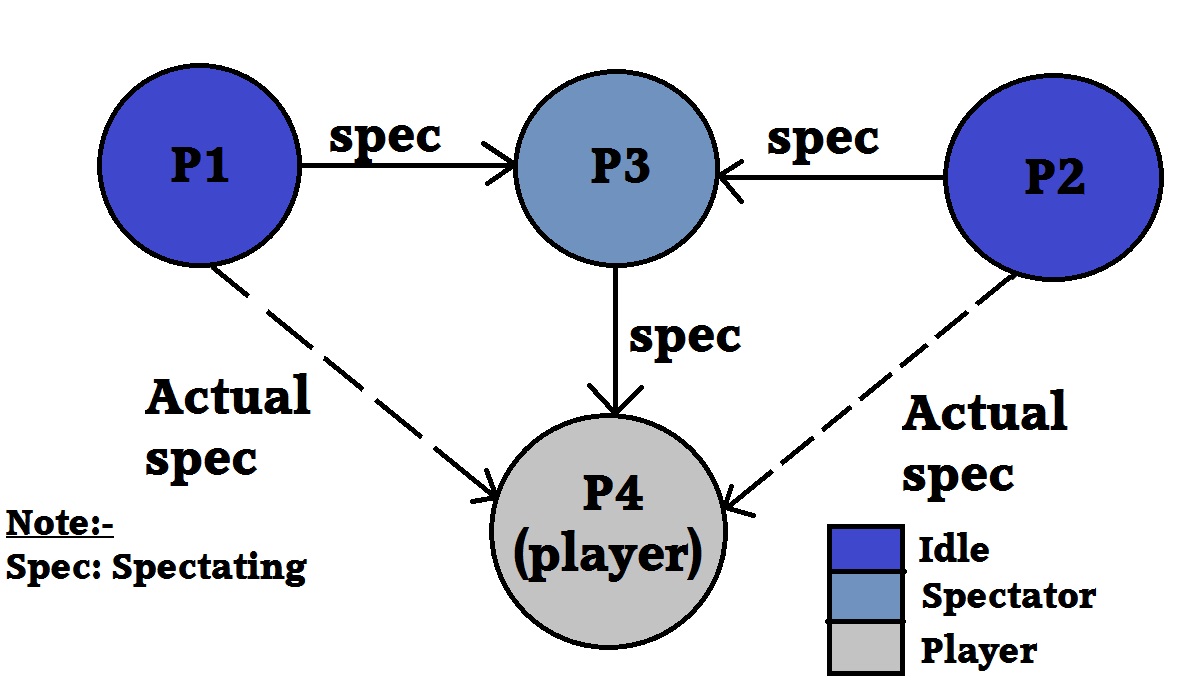 P1
spec
P3
spec
P2
spec
Actual
spec
Actual
spec
P4
(player)
Note:-
Spec: Spectating
Idle
Spectator
Player